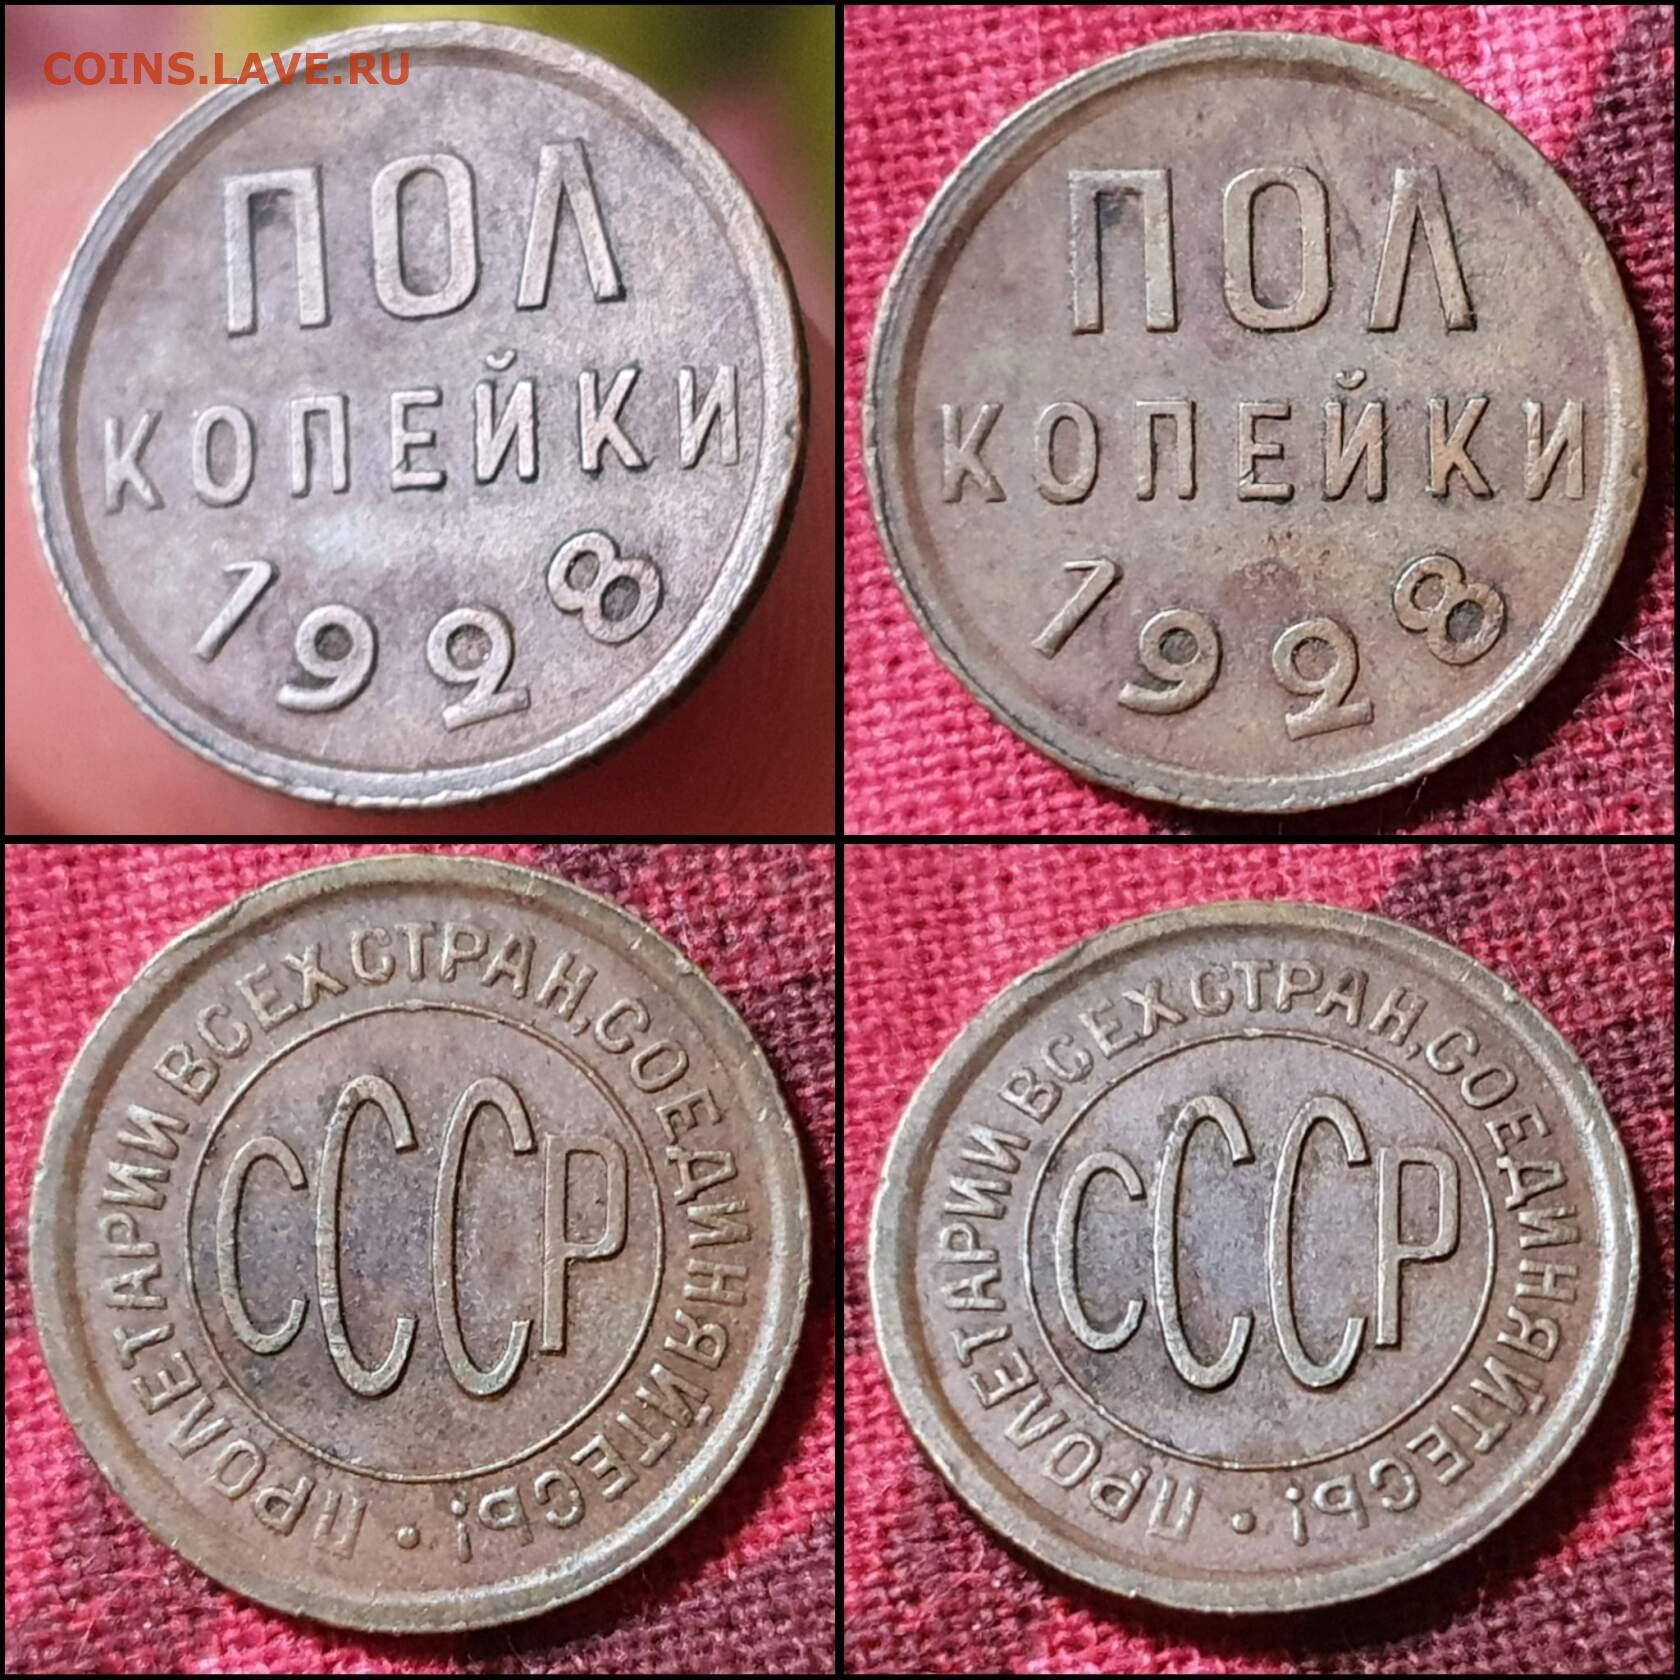 COINS.LAVE.RU
ПОЛ
КОПЕЙКИ
1928
ПОЛ
КОПЕЙКИ
1928
ПРОЛЕТАРИИ ВСЕХ СТРАН, СОЕДИНЯЙТЕСЬ! •
СССР
ПРОЛЕТАРИИ ВСЕХ СТРАН, СОЕДИНЯЙТЕСЬ! •
СССР